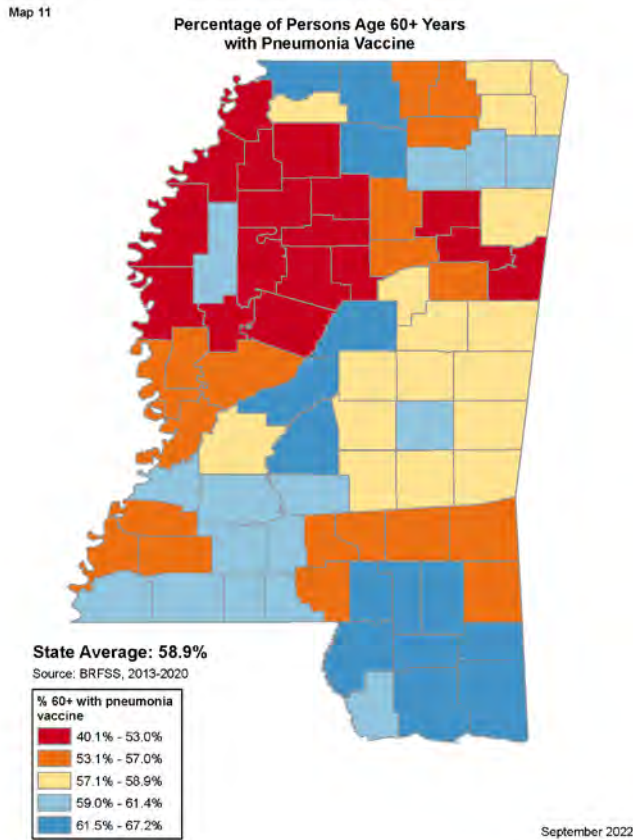 Map 11
Percentage of Persons Age 60+ Years
with Pneumonia Vaccine
State Average: 58.9%
Source: BRFSS, 2013-2020
% 60+ with pneumonia
vaccine
40.1% - 53.0%
53.1% - 57.0%
57.1% - 58.9%
59.0% - 61.4%
61.5% - 67.2%
September 2022